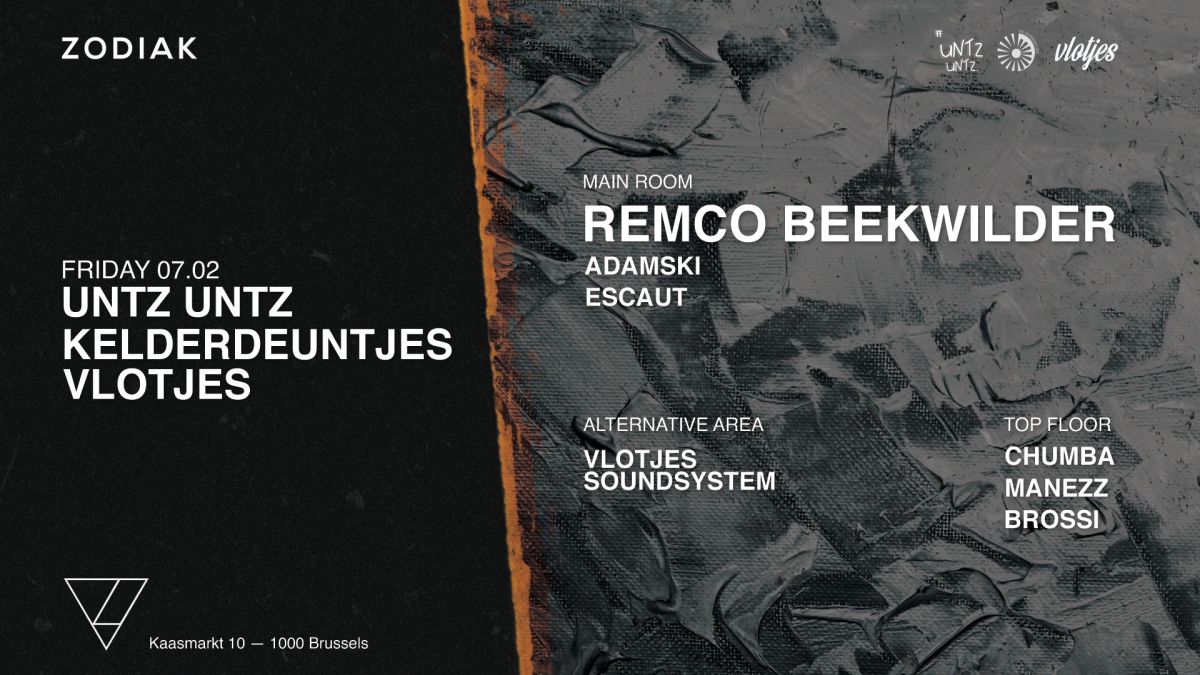 ZODIAK
FRIDAY 07.02
UNTZ UNTZ
KELDERDEUNTJES
VLOTJES
Kaasmarkt 10 — 1000 Brussels
#UNTZ
UNTZ
vlotjes
MAIN ROOM
REMCO BEEKWILDER
ADAMSKI
ESCAUT
ALTERNATIVE AREA
VLOTJES
SOUNDSYSTEM
TOP FLOOR
CHUMBA
MANEZZ
BROSSI